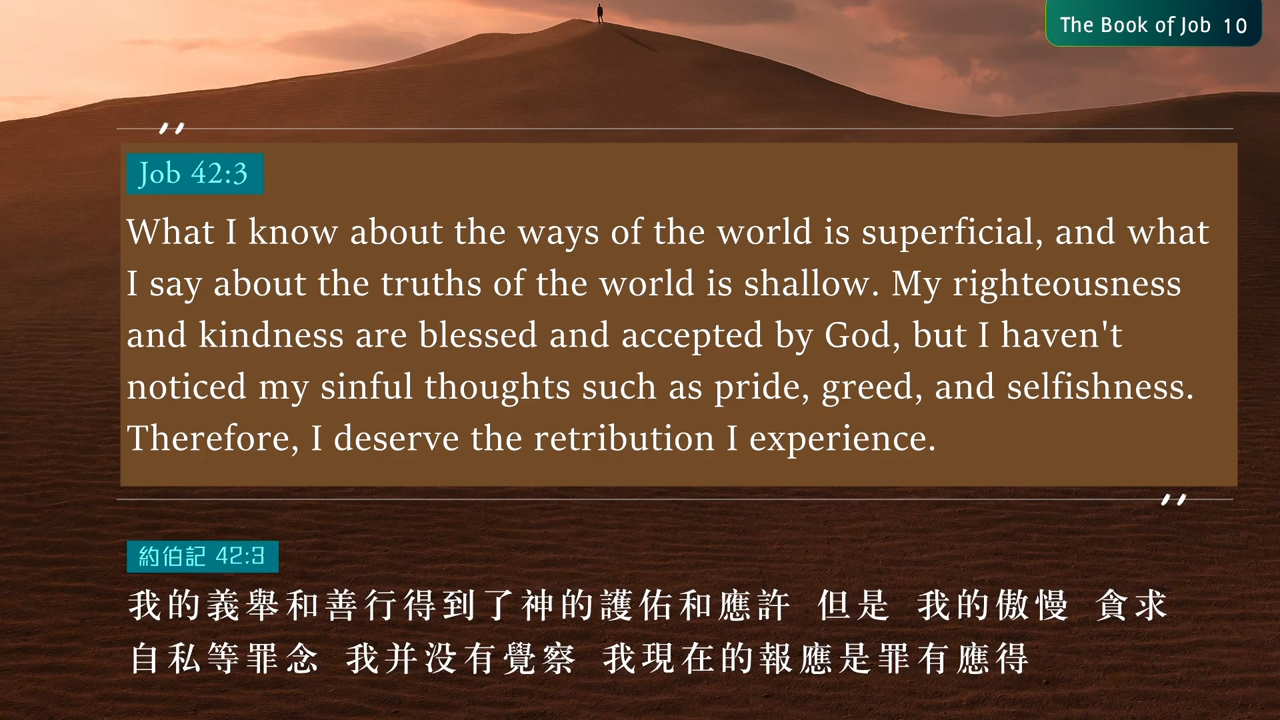 The Book of Job 10
Job 42:3
What I know about the ways of the world is superficial, and what
I say about the truths of the world is shallow. My righteousness
and kindness are blessed and accepted by God, but I haven't
noticed my sinful thoughts such as pride, greed, and selfishness.
Therefore, I deserve the retribution I experience.
約伯記 42:3
我的義舉和善行得到了神的護佑和應許 但是 我的傲慢 貪求
自私等罪念 我并没有覺察 我現在的報應是罪有應得